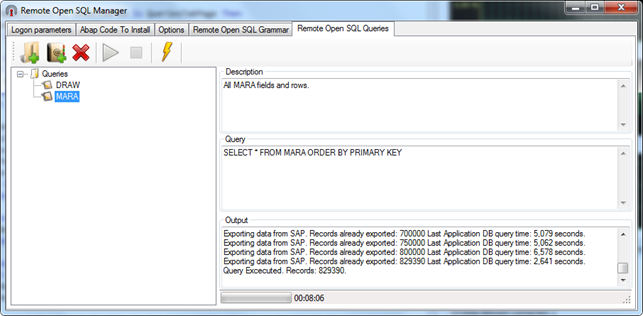 Remote Open SQL Manager
Logon parameters Abap Code To Install Options Remote Open SQL Grammar Remote Open SQL Queries
Queries
DRAW
MARA
Description
All MARA fields and rows.
Query
SELECT * FROM MARA ORDER BY PRIMARY KEY
Output
Exporting data from SAP. Records already exported: 700000 Last Application DB query time: 5,079 seconds.
Exporting data from SAP. Records already exported: 750000 Last Application DB query time: 5,062 seconds.
Exporting data from SAP. Records already exported: 800000 Last Application DB query time: 6,578 seconds.
Exporting data from SAP. Records already exported: 829390 Last Application DB query time: 2,641 seconds.
Query Excecuted. Records: 829390.
00:08:06